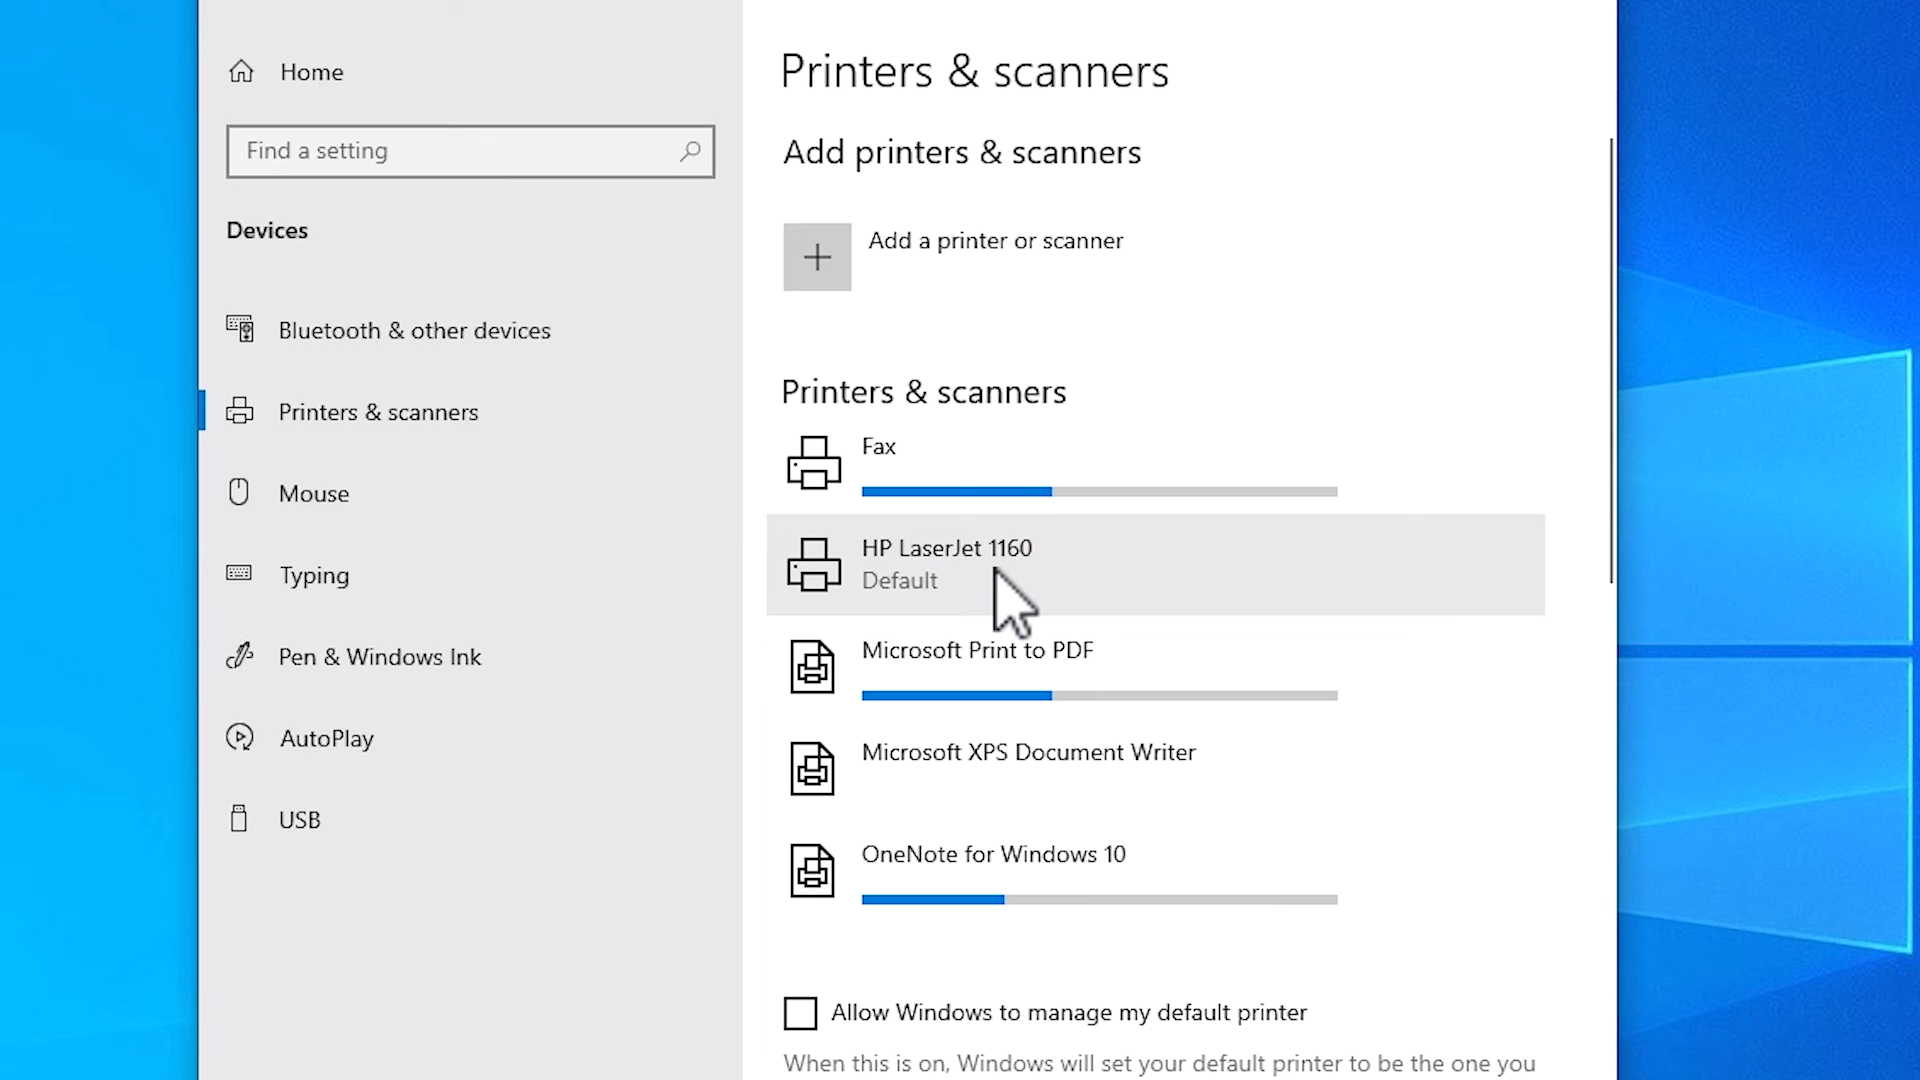 Home
Find a setting
Devices
Bluetooth & other devices
Printers & scanners
Mouse
Typing
Pen & Windows Ink
AutoPlay
USB
Printers & scanners
Add printers & scanners
Add a printer or scanner
Printers & scanners
Fax
HP LaserJet 1160
Default
Microsoft Print to PDF
Microsoft XPS Document Writer
OneNote for Windows 10
Allow Windows to manage my default printer
When this is on, Windows will set your default printer to be the one you